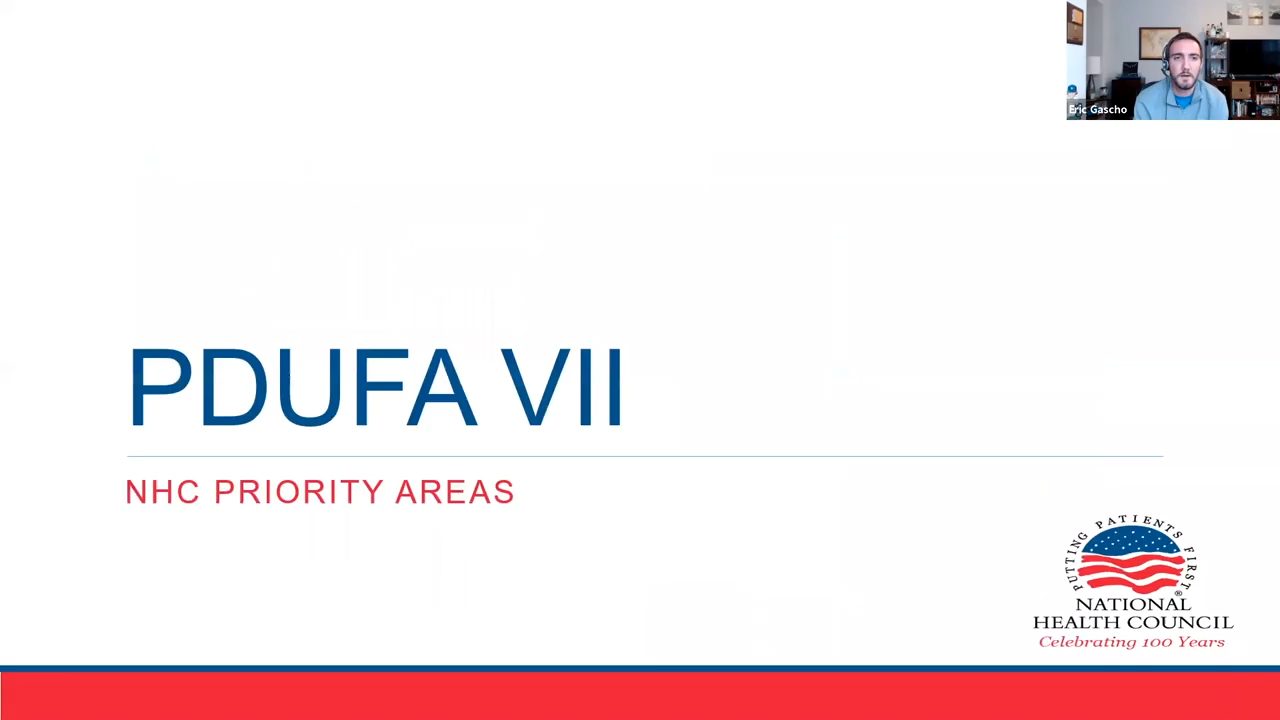 Eric Gascho
PDUFA VII
NHC PRIORITY AREAS
PUTTING PATIENTS FIRST
®
NATIONAL
HEALTH COUNCIL
Celebrating 100 Years